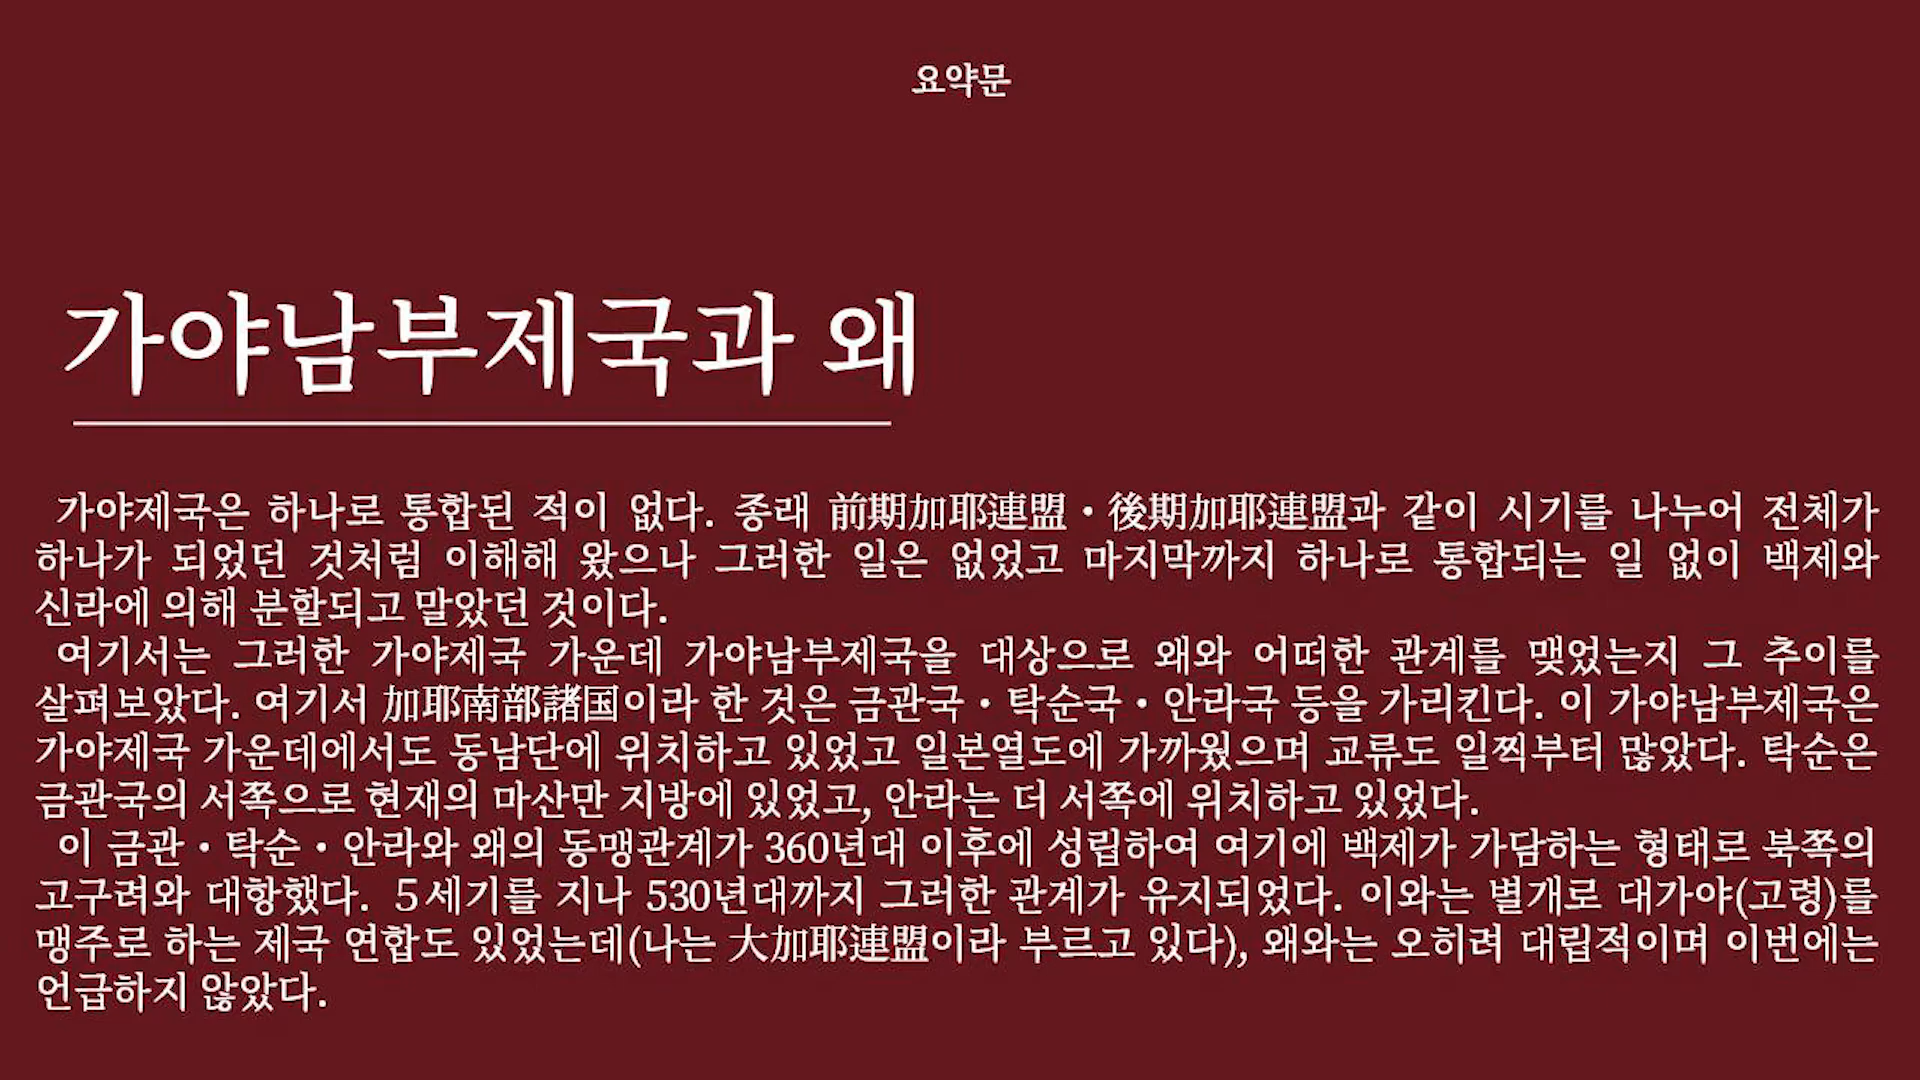 요약문
가야남부제국과 왜
가야제국은 하나로 통합된 적이 없다. 종래 前期加耶連盟・後期加耶連盟과 같이 시기를 나누어 전체가
하나가 되었던 것처럼 이해해 왔으나 그러한 일은 없었고 마지막까지 하나로 통합되는 일 없이 백제와
신라에 의해 분할되고 말았던 것이다.
여기서는 그러한 가야제국 가운데 가야남부제국을 대상으로 왜와 어떠한 관계를 맺었는지 그 추이를
살펴보았다. 여기서 加耶南部諸国이라 한 것은 금관국・탁순국・안라국 등을 가리킨다. 이 가야남부제국은
가야제국 가운데에서도 동남단에 위치하고 있었고 일본열도에 가까웠으며 교류도 일찍부터 많았다. 탁순은
금관국의 서쪽으로 현재의 마산만 지방에 있었고, 안라는 더 서쪽에 위치하고 있었다.
이 금관・탁순・안라와 왜의 동맹관계가 360년대 이후에 성립하여 여기에 백제가 가담하는 형태로 북쪽의
고구려와 대항했다. 5세기를 지나 530년대까지 그러한 관계가 유지되었다. 이와는 별개로 대가야(고령)를
맹주로 하는 제국 연합도 있었는데(나는 大加耶連盟이라 부르고 있다), 왜와는 오히려 대립적이며 이번에는
언급하지 않았다.